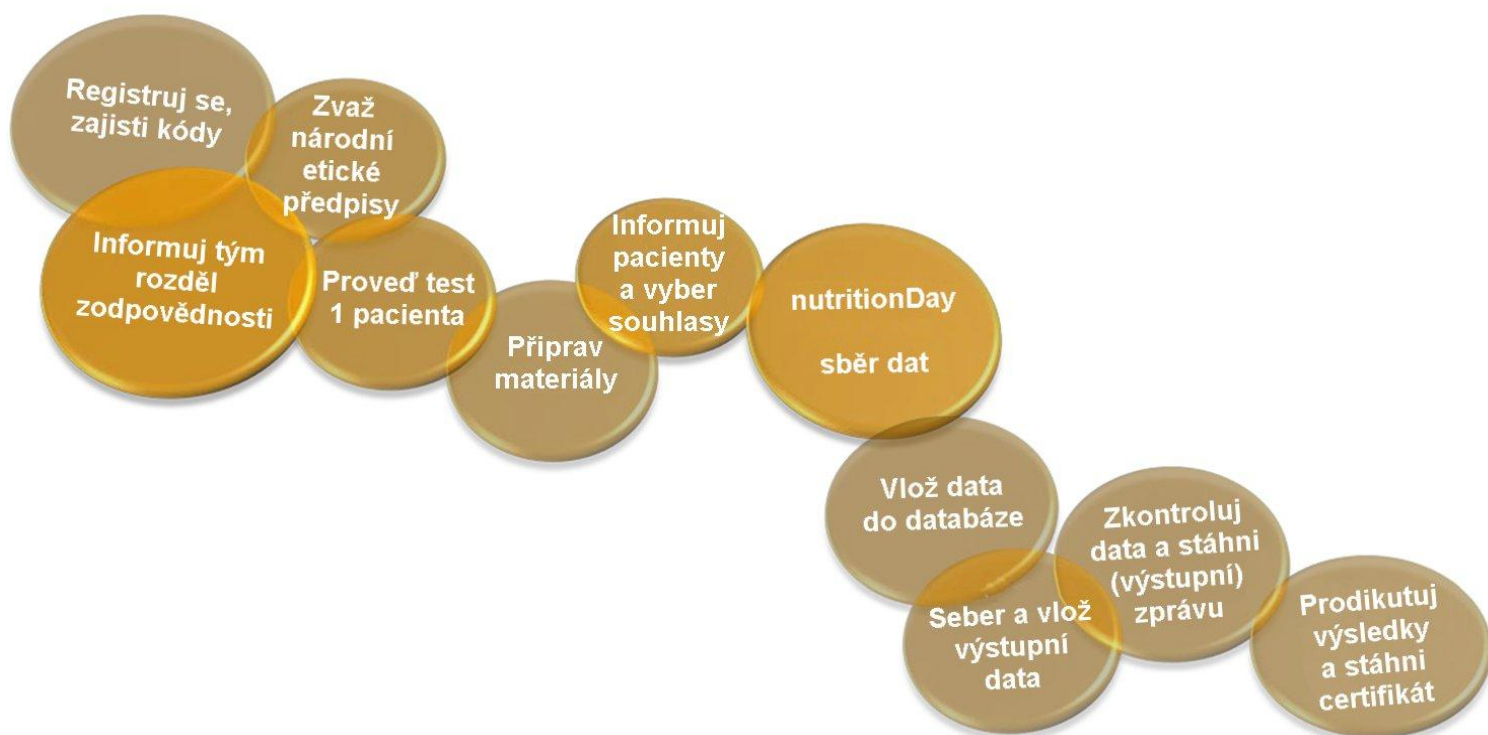 Registruj se,
zajisti kódy
Zvaž
národní
etické
předpisy
Informuj tým
rozděl
zodpovědnosti
Proveď test
1 pacienta
Připrav
materiály
Informuj
pacienty
a vyber
souhlasy
nutritionDay
sběr dat
Vlož data
do databáze
Seber a vlož
výstupní
data
Zkontroluj
data a stáhni
(výstupní)
zprávu
Prodikutuj
výsledky
a stáhni
certifikát